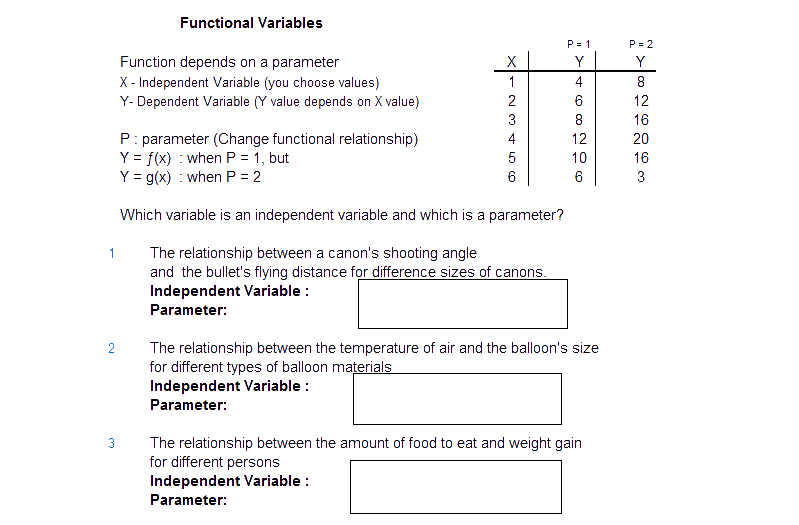 Functional Variables
P = 1 P = 2
Function depends on a parameter X Y Y
X - Independent Variable (you choose values) 1 4 8
Y- Dependent Variable (Y value depends on X value) 2 6 12
3 8 16
P : parameter (Change functional relationship) 4 12 20
Y = f(x) : when P = 1, but 5 10 16
Y = g(x) : when P = 2 6 6 3
Which variable is an independent variable and which is a parameter?
1 The relationship between a canon's shooting angle
and the bullet's flying distance for difference sizes of canons.
Independent Variable :
Parameter:
2 The relationship between the temperature of air and the balloon's size
for different types of balloon materials
Independent Variable :
Parameter:
3 The relationship between the amount of food to eat and weight gain
for different persons
Independent Variable :
Parameter: